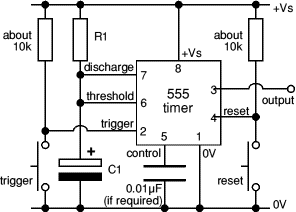 +Vs
about
10k
R1
about
10k
+Vs
discharge
7
8
threshold
6
555
timer
3
output
trigger
2
4
reset
5
1
control
0V
+
C1
trigger
0.01µF
(if required)
reset
0V